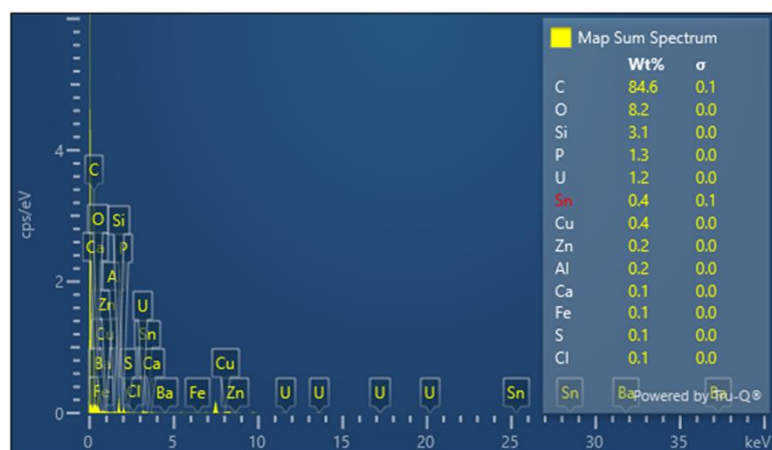 Map Sum Spectrum
Wt% σ
C 84.6 0.1
O 8.2 0.0
Si 3.1 0.0
P 1.3 0.0
U 1.2 0.0
Sn 0.4 0.1
Cu 0.4 0.0
Zn 0.2 0.0
Al 0.2 0.0
Ca 0.1 0.0
Fe 0.1 0.0
S 0.1 0.0
Cl 0.1 0.0
Powered by Tru-Q®
cps/eV
4
2
0
C
O Si
Ca P
A
Zn U
Cu Sn
Ba S Ca Cu
Fe Cl Ba Fe Zn U U U U Sn Sn Ba Ba
0 5 10 15 20 25 30 35 keV